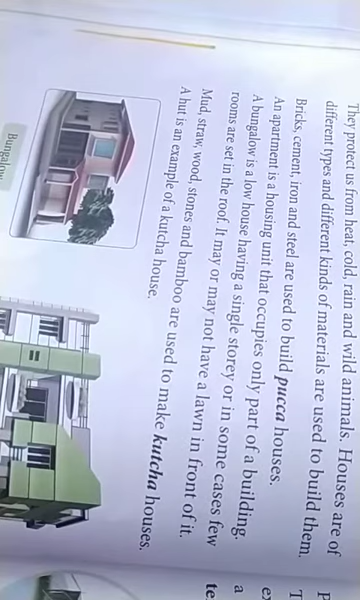 They protect us from heat, cold, rain and wild animals. Houses are of
different types and different kinds of materials are used to build them.
Bricks, cement, iron and steel are used to build pucca houses.
An apartment is a housing unit that occupies only part of a building.
A bungalow is a low house having a single storey or in some cases few
rooms are set in the roof. It may or may not have a lawn in front of it.
Mud, straw, wood, stones and bamboo are used to make kutcha houses.
A hut is an example of a kutcha house.
Bungalow